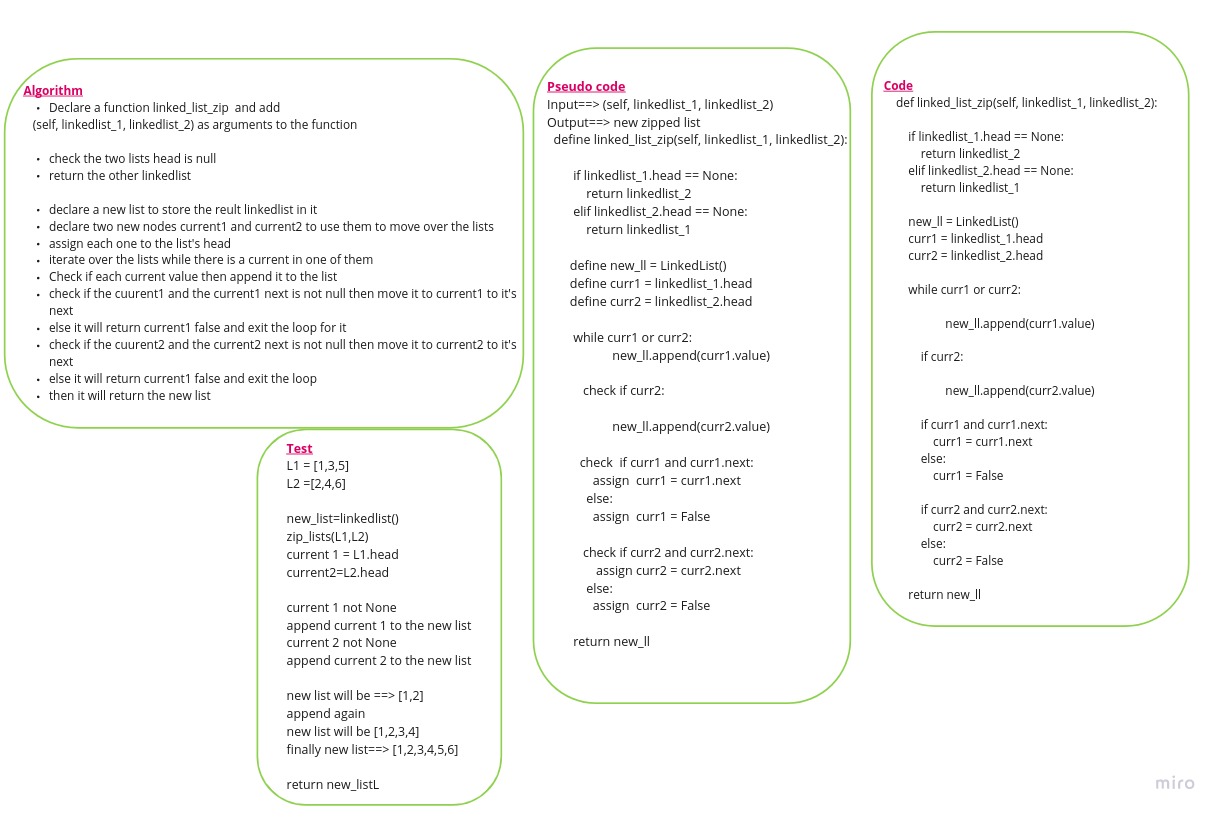 Algorithm
• Declare a function linked_list_zip and add
(self, linkedlist_1, linkedlist_2) as arguments to the function
• check the two lists head is null
• return the other linkedlist
• declare a new list to store the reult linkedlist in it
• declare two new nodes current1 and current2 to use them to move over the lists
• assign each one to the list's head
• iterate over the lists while there is a current in one of them
• Check if each current value then append it to the list
• check if the cuurent1 and the current1 next is not null then move it to current1 to it's
next
• else it will return current1 false and exit the loop for it
• check if the cuurent2 and the current2 next is not null then move it to current2 to it's
next
• else it will return current1 false and exit the loop
• then it will return the new list
Test
L1 = [1,3,5]
L2 =[2,4,6]
new_list=linkedlist()
zip_lists(L1,L2)
current 1 = L1.head
current2=L2.head
current 1 not None
append current 1 to the new list
current 2 not None
append current 2 to the new list
new list will be ==> [1,2]
append again
new list will be [1,2,3,4]
finally new list==> [1,2,3,4,5,6]
return new_listL
Pseudo code
Input==> (self, linkedlist_1, linkedlist_2)
Output==> new zipped list
define linked_list_zip(self, linkedlist_1, linkedlist_2):
if linkedlist_1.head == None:
return linkedlist_2
elif linkedlist_2.head == None:
return linkedlist_1
define new_ll = LinkedList()
define curr1 = linkedlist_1.head
define curr2 = linkedlist_2.head
while curr1 or curr2:
new_ll.append(curr1.value)
check if curr2:
new_ll.append(curr2.value)
check if curr1 and curr1.next:
assign curr1 = curr1.next
else:
assign curr1 = False
check if curr2 and curr2.next:
assign curr2 = curr2.next
else:
assign curr2 = False
return new_ll
Code
def linked_list_zip(self, linkedlist_1, linkedlist_2):
if linkedlist_1.head == None:
return linkedlist_2
elif linkedlist_2.head == None:
return linkedlist_1
new_ll = LinkedList()
curr1 = linkedlist_1.head
curr2 = linkedlist_2.head
while curr1 or curr2:
new_ll.append(curr1.value)
if curr2:
new_ll.append(curr2.value)
if curr1 and curr1.next:
curr1 = curr1.next
else:
curr1 = False
if curr2 and curr2.next:
curr2 = curr2.next
else:
curr2 = False
return new_ll
miro